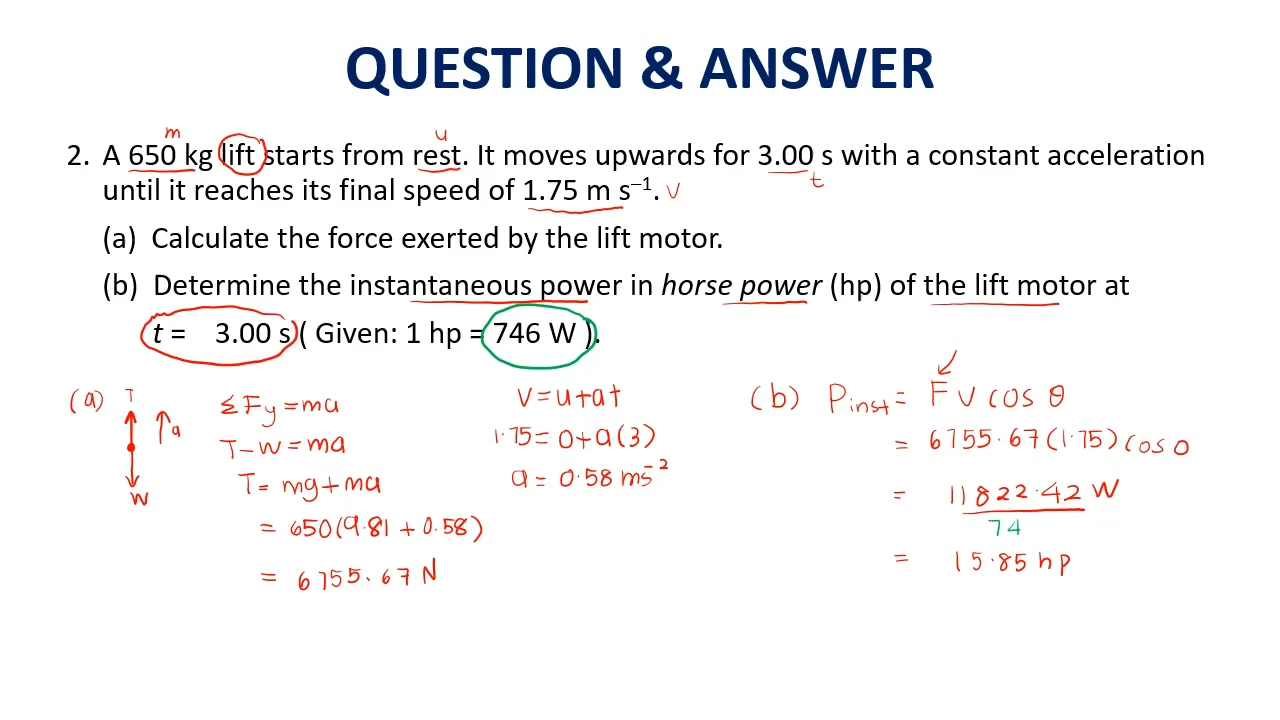 QUESTION & ANSWER
m
u
2. A 650 kg lift starts from rest. It moves upwards for 3.00 s with a constant acceleration
t
until it reaches its final speed of 1.75 m s⁻¹. v
(a) Calculate the force exerted by the lift motor.
(b) Determine the instantaneous power in horse power (hp) of the lift motor at
t = 3.00 s ( Given: 1 hp = 746 W ).
(a) T
a
W
ΣFy = ma
T - W = ma
T = mg + ma
= 650(9.81 + 0.58)
= 6755.67 N
V = u + at
1.75 = 0 + a(3)
a = 0.58 ms⁻²
(b) Pinst = F v cos θ
= 6755.67 (1.75) cos 0
= 11822.42 W
74
= 15.85 hp